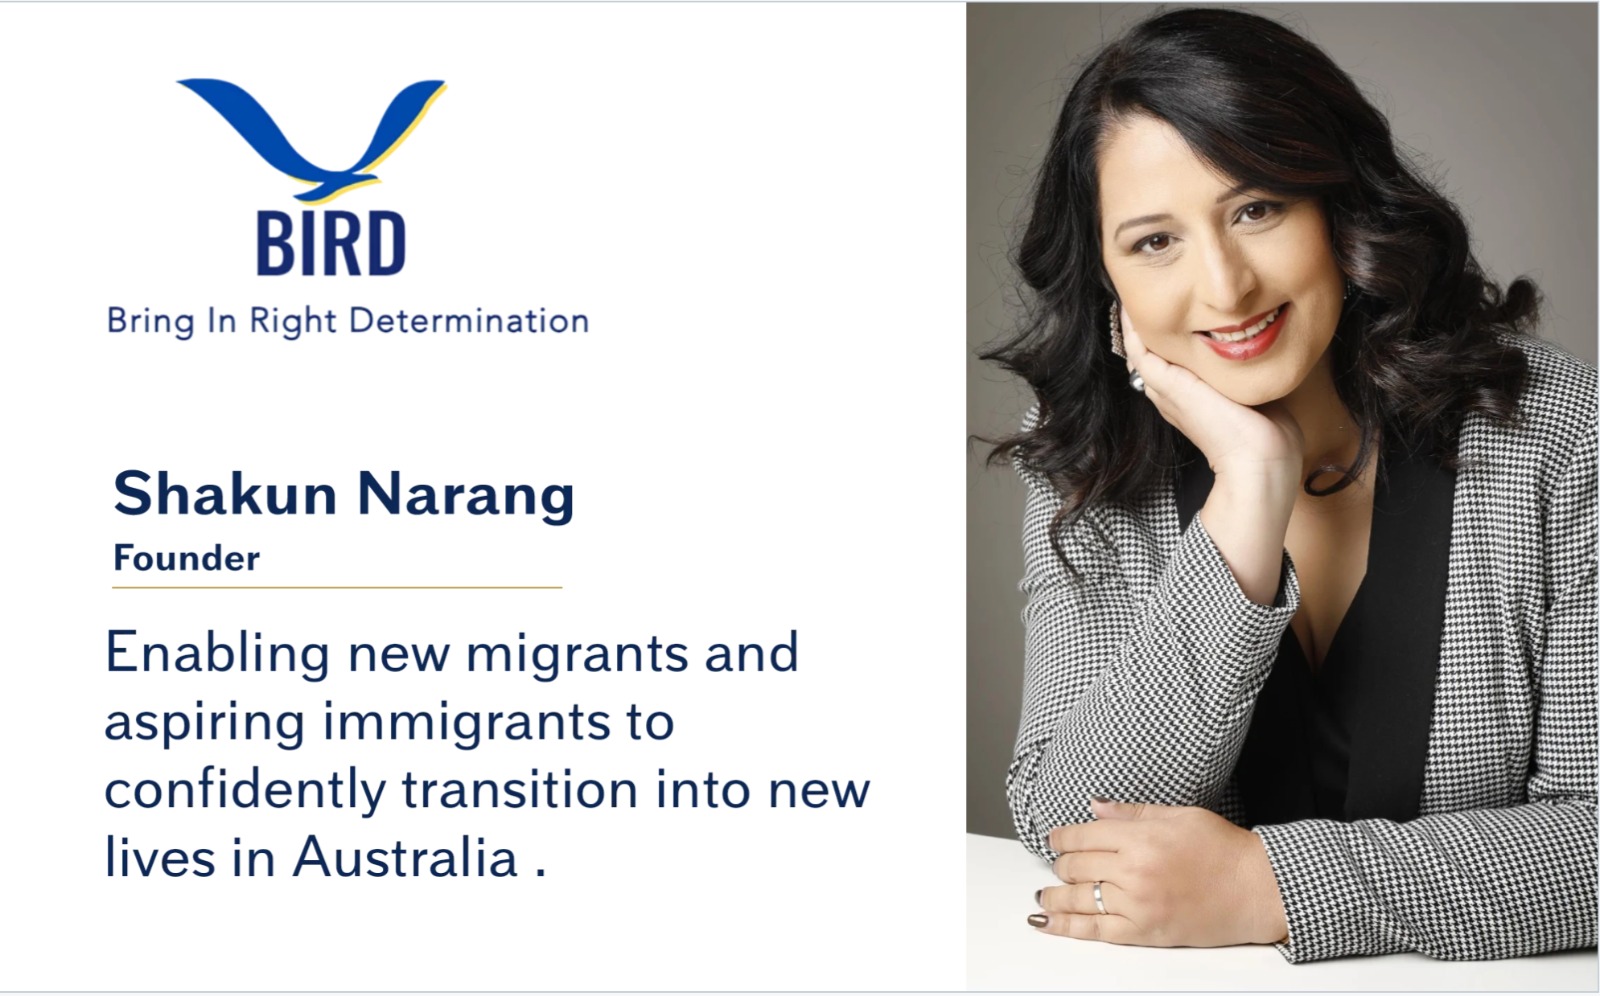 BIRD
Bring In Right Determination
Shakun Narang
Founder
Enabling new migrants and
aspiring immigrants to
confidently transition into new
lives in Australia .